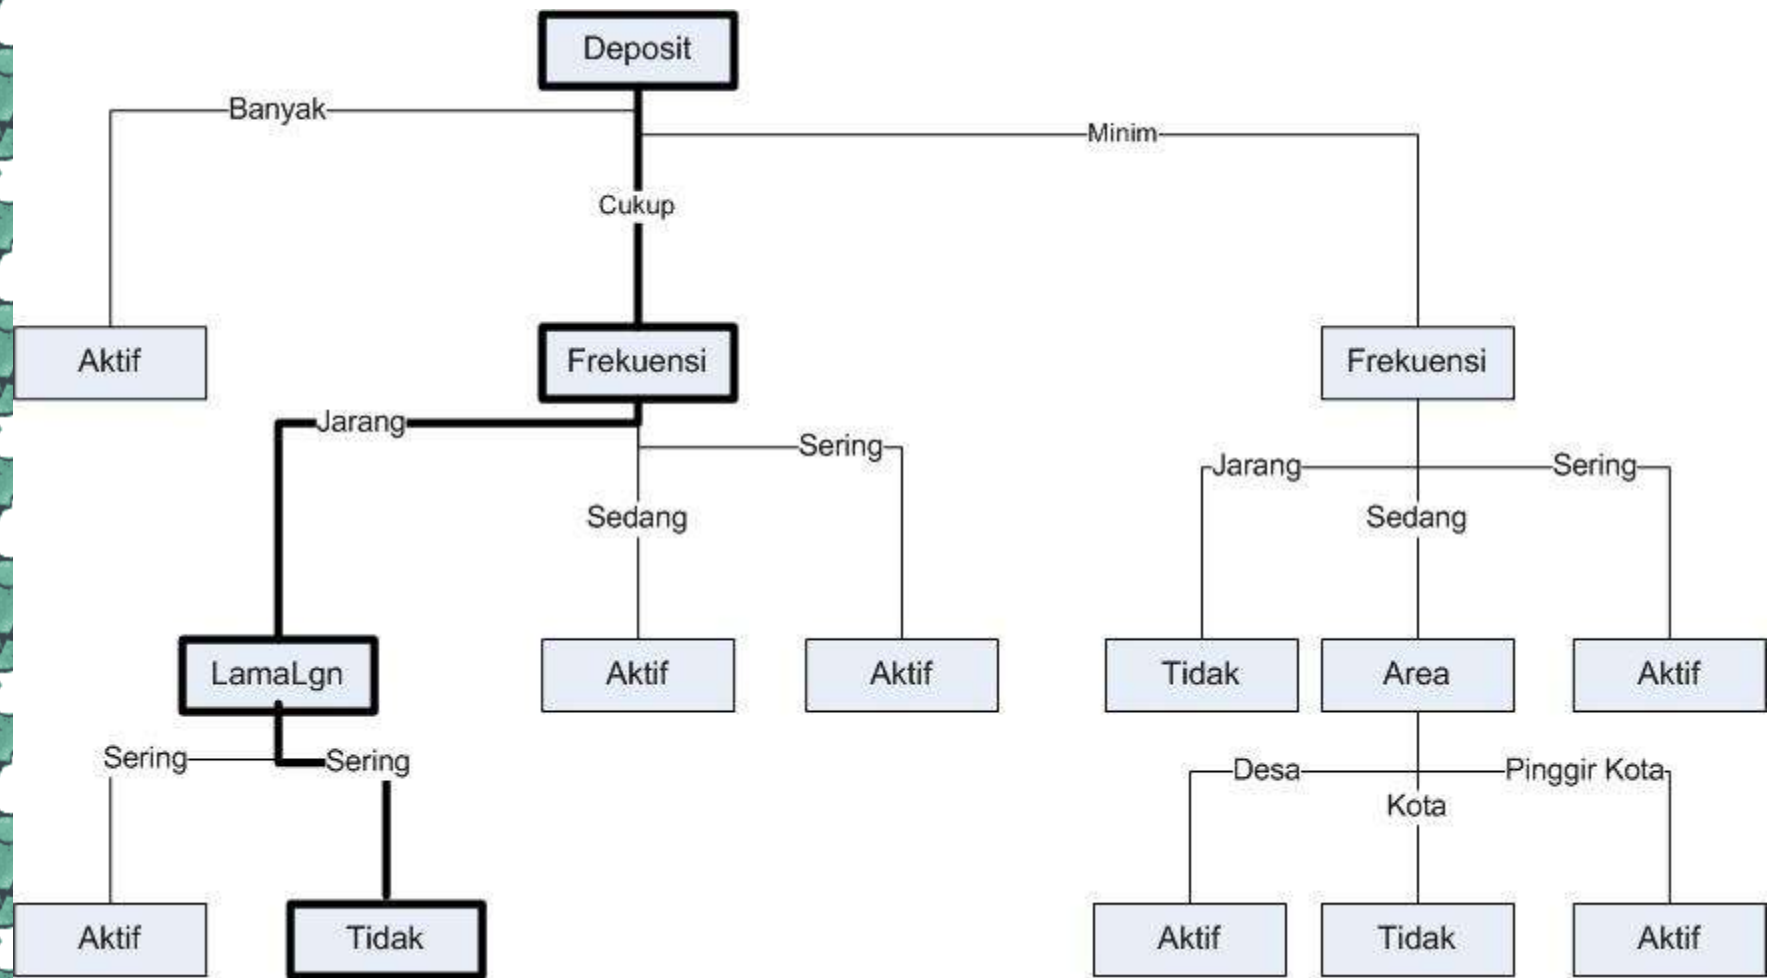 Deposit
Banyak
Minim
Cukup
Aktif
Frekuensi
Frekuensi
Jarang
Sering
Jarang
Sering
Sedang
Sedang
LamaLgn
Aktif
Aktif
Tidak
Area
Aktif
Sering
Sering
Desa
Pinggir Kota
Kota
Aktif
Tidak
Aktif
Tidak
Aktif